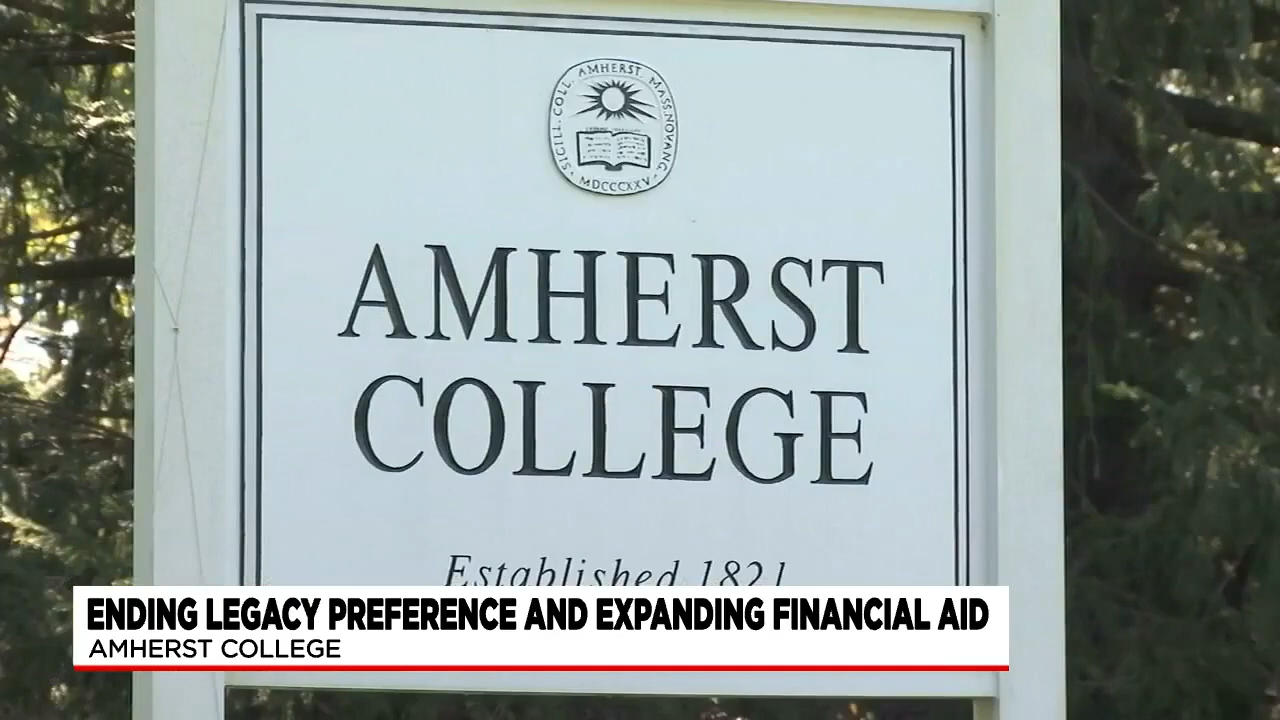 SIGILL. COLL. AMHERST. MASS. NOVANG.
MDCCCXXV
AMHERST
COLLEGE
Established 1821
ENDING LEGACY PREFERENCE AND EXPANDING FINANCIAL AID
AMHERST COLLEGE